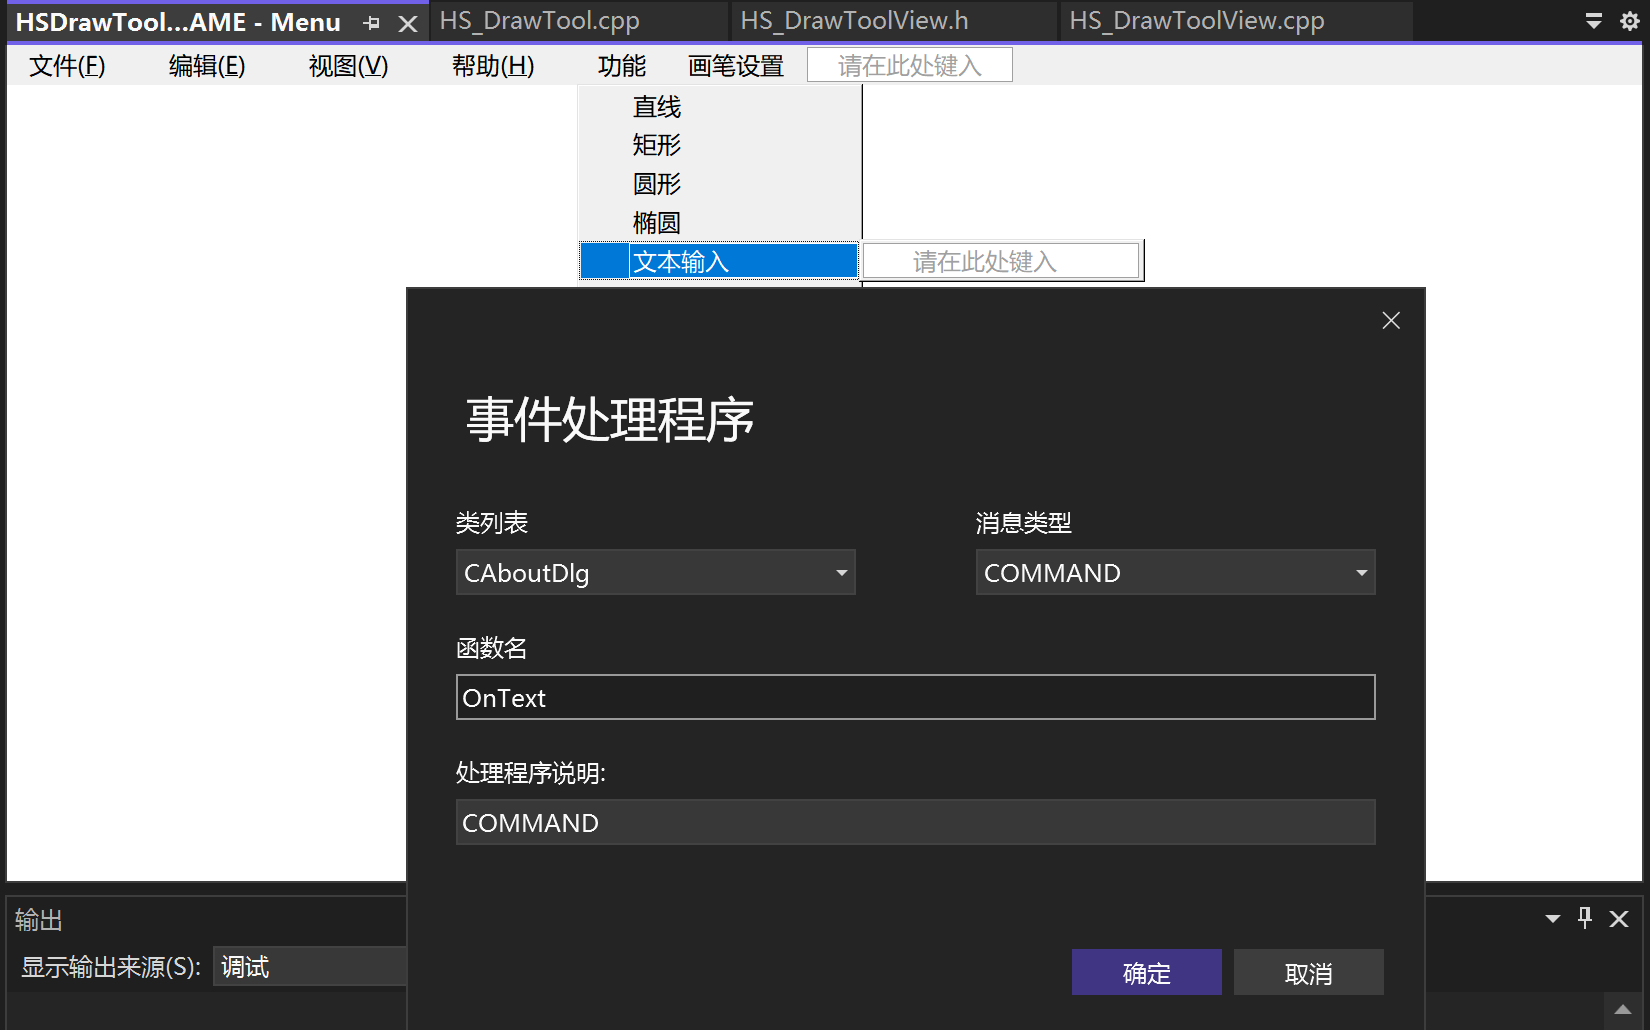 HSDrawTool...AME - Menu
HS_DrawTool.cpp
HS_DrawToolView.h
HS_DrawToolView.cpp
文件(F)
编辑(E)
视图(V)
帮助(H)
功能
画笔设置
请在此处键入
直线
矩形
圆形
椭圆
文本输入
请在此处键入
事件处理程序
类列表
消息类型
CAboutDlg
COMMAND
函数名
OnText
处理程序说明:
COMMAND
确定
取消
输出
显示输出来源(S):
调试